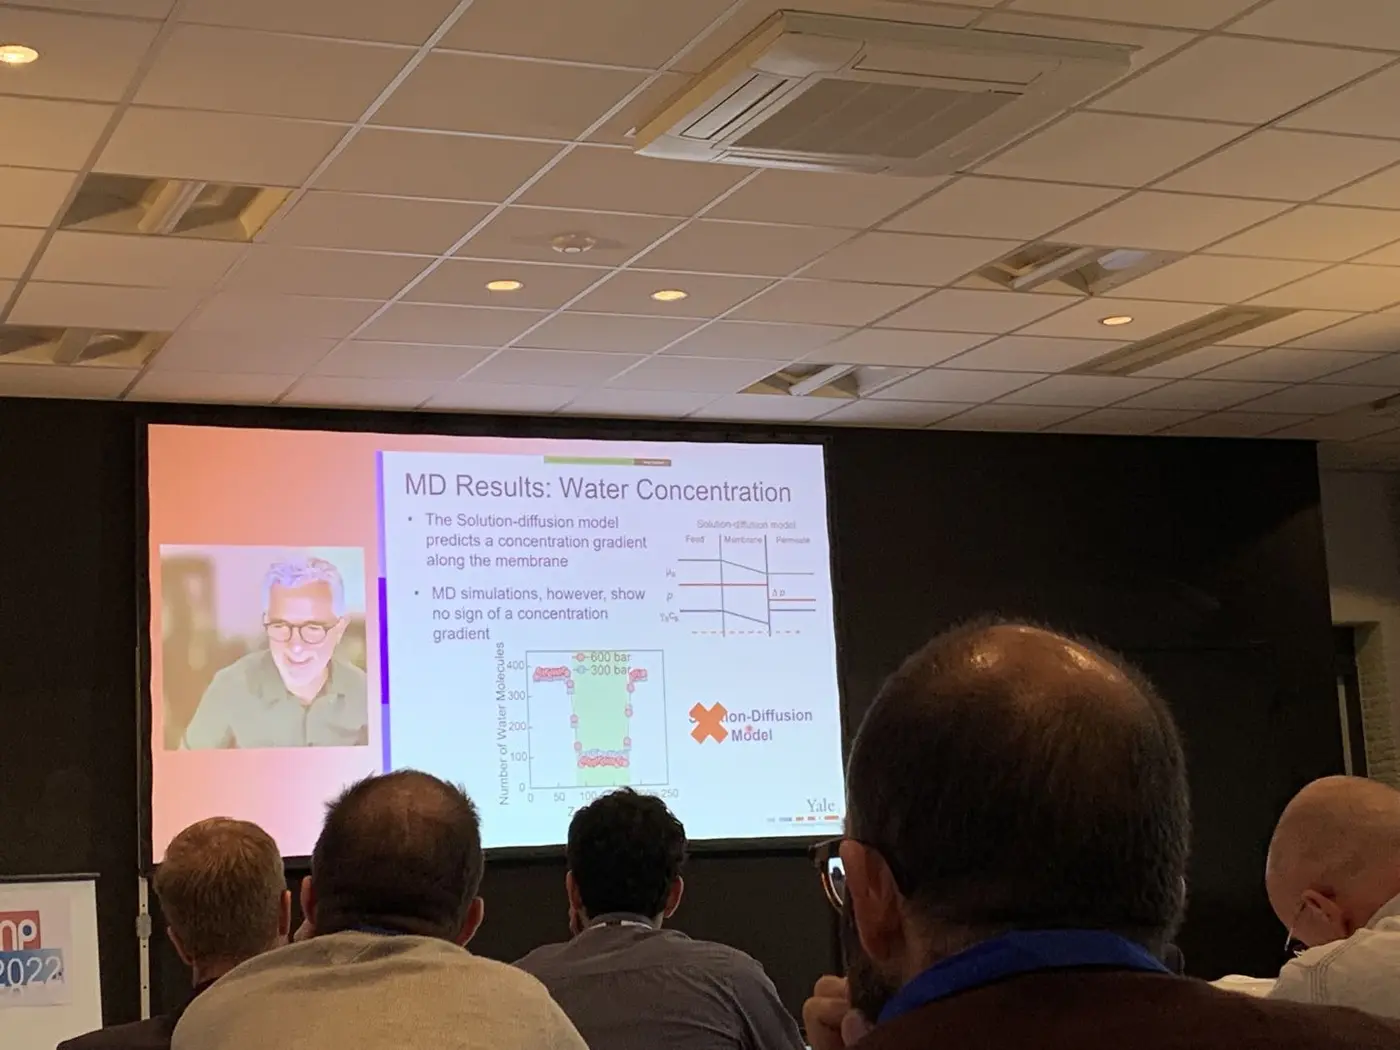 MD Results: Water Concentration
• The Solution-diffusion model
predicts a concentration gradient
along the membrane
• MD simulations, however, show
no sign of a concentration
gradient
Solution-diffusion model
Feed Membrane Permeate
p
Δ p
Number of Water Molecules
400
300
200
100
0
600 bar
300 bar
0 50 100 250
Z
ion-Diffusion
Model
Yale
np
2022